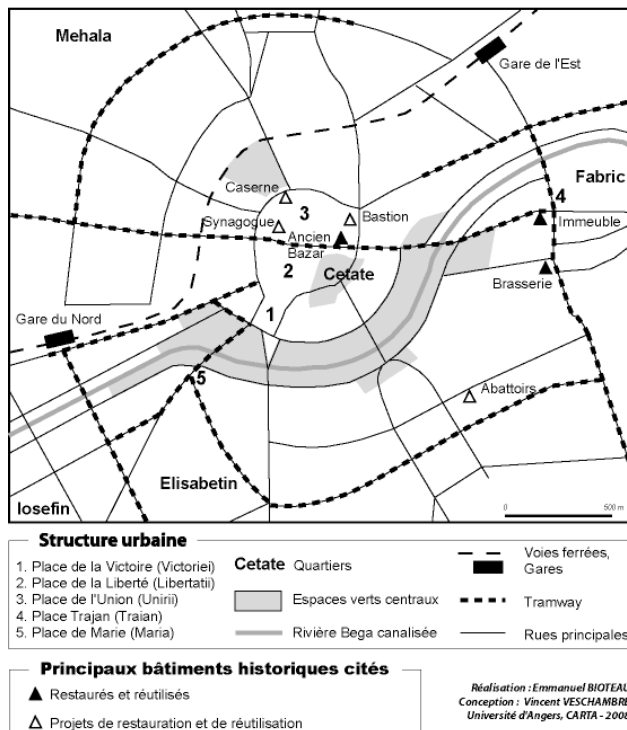 Mehala
Gare de l'Est
Fabric
Caserne
3
4
Synagogue
Bastion
Immeuble
Ancien
Bazar
2
Cetate
Brasserie
1
Gare du Nord
5
Abattoirs
Elisabetin
Iosefin
0 500 m
Structure urbaine
1. Place de la Victoire (Victoriei)
2. Place de la Liberté (Libertatii)
3. Place de l'Union (Unirii)
4. Place Trajan (Traian)
5. Place de Marie (Maria)
Cetate Quartiers
Espaces verts centraux
Rivière Bega canalisée
Voies ferrées,
Gares
Tramway
Rues principales
Principaux bâtiments historiques cités
Restaurés et réutilisés
Projets de restauration et de réutilisation
Réalisation : Emmanuel BIOTEAU
Conception : Vincent VESCHAMBRE
Université d'Angers, CARTA - 2008